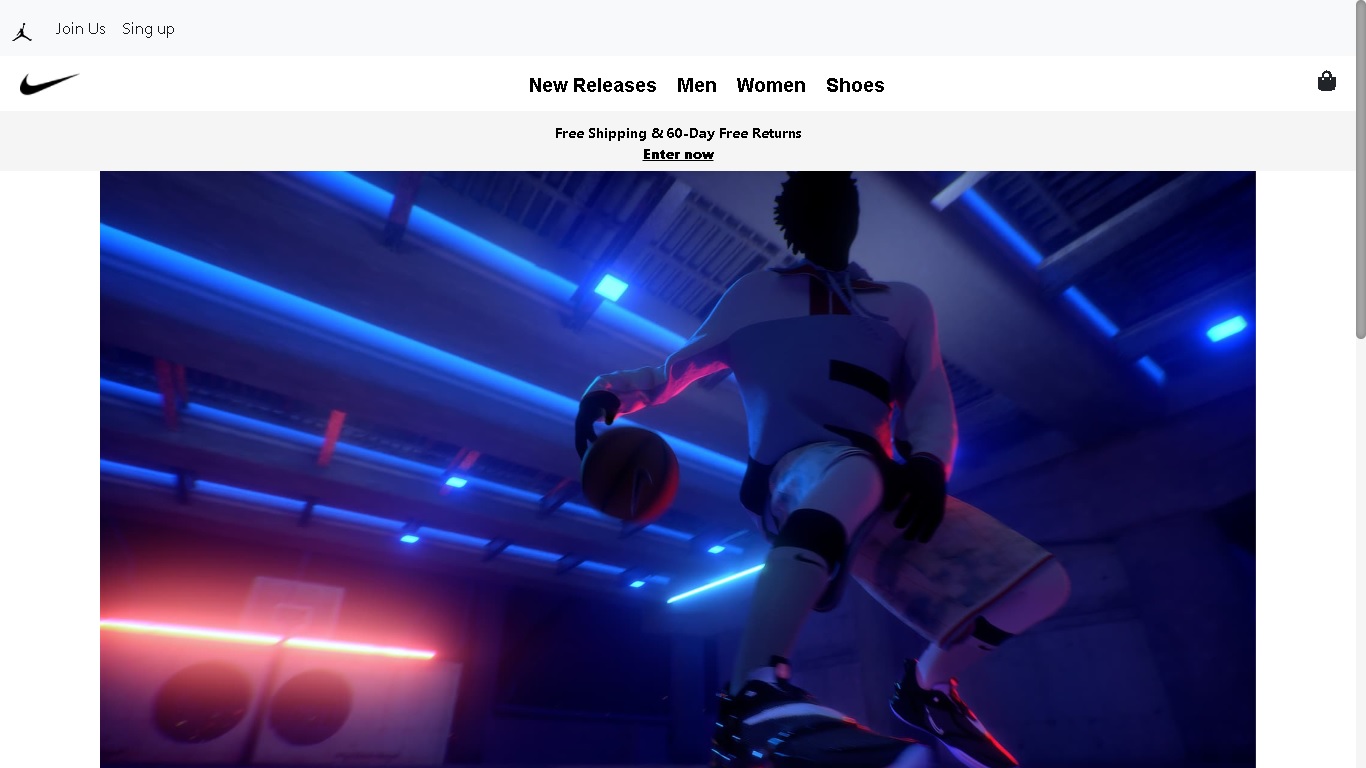 Join Us Sing up
New Releases Men Women Shoes
Free Shipping & 60-Day Free Returns
Enter now